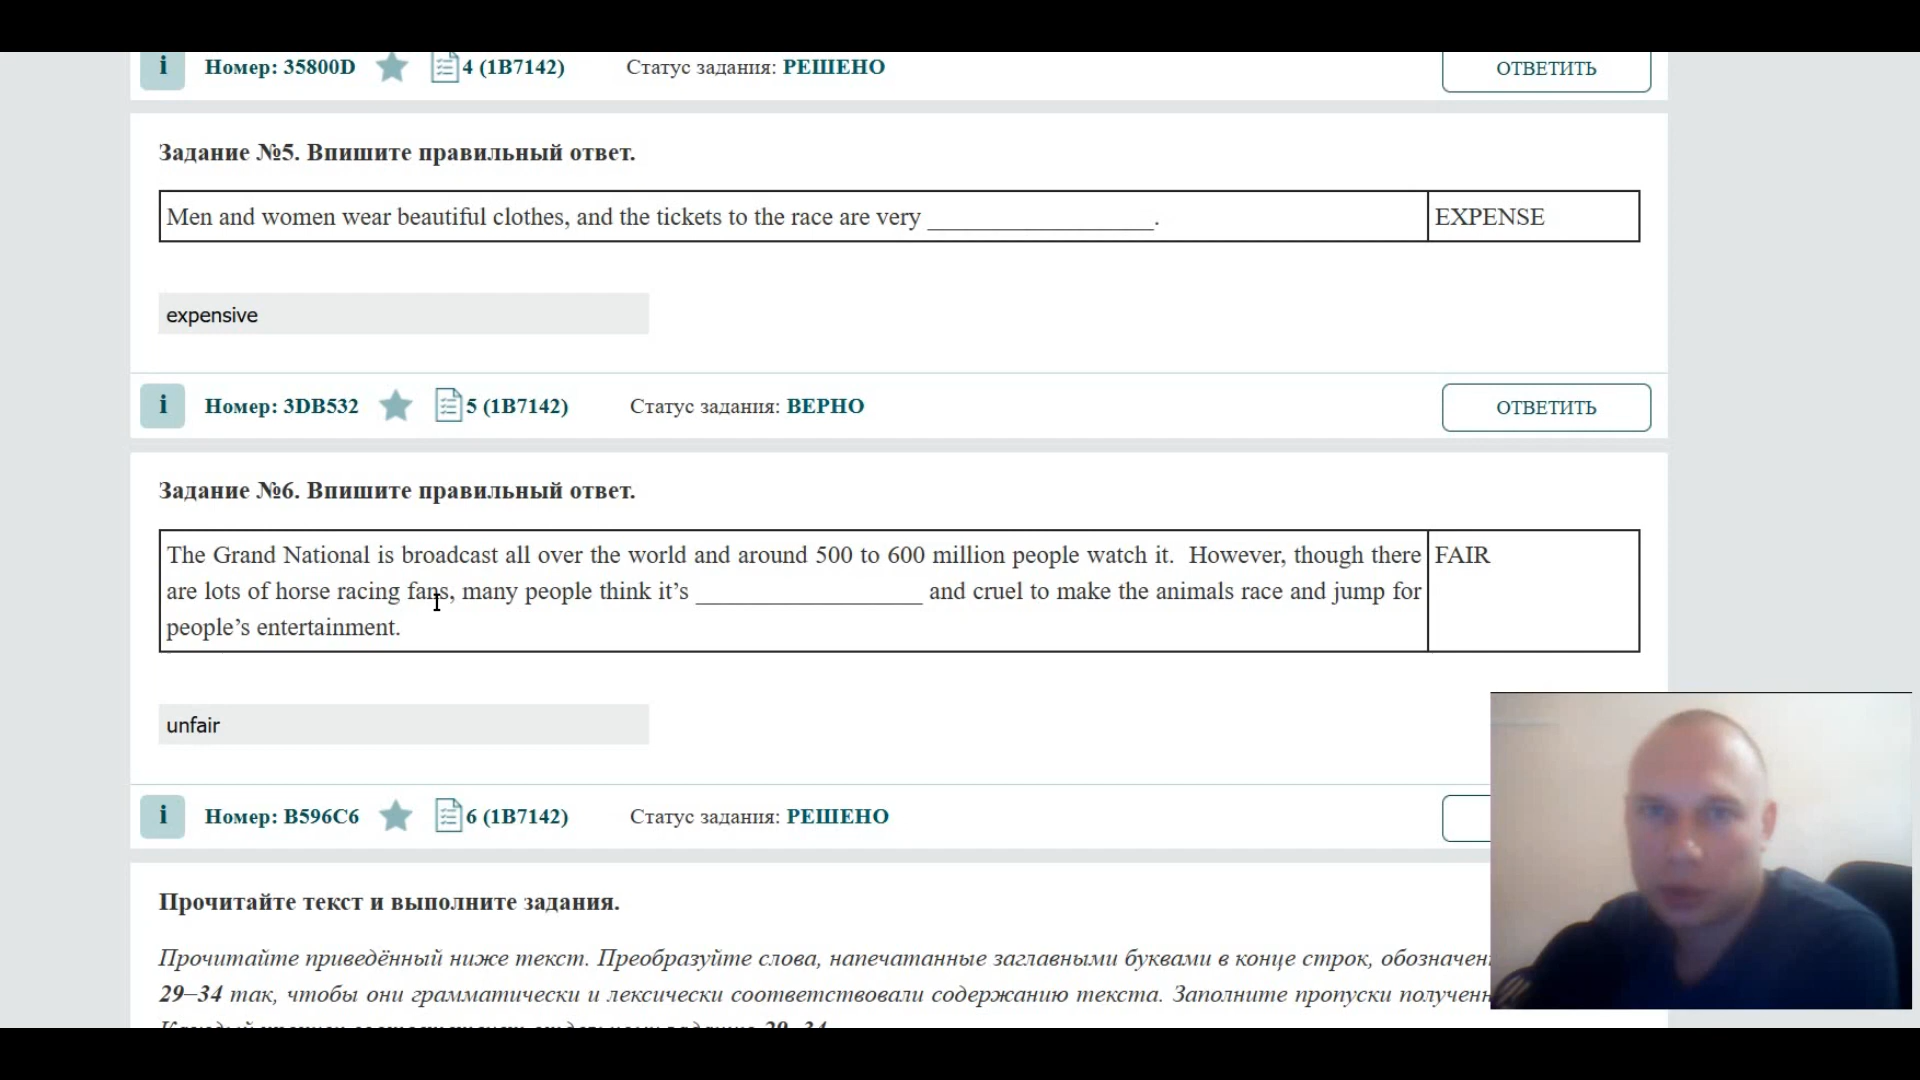 i Номер: 35800D 4 (1B7142) Статус задания: РЕШЕНО ОТВЕТИТЬ
Задание №5. Впишите правильный ответ.
Men and women wear beautiful clothes, and the tickets to the race are very __________________. EXPENSE
expensive
i Номер: 3DB532 5 (1B7142) Статус задания: ВЕРНО ОТВЕТИТЬ
Задание №6. Впишите правильный ответ.
The Grand National is broadcast all over the world and around 500 to 600 million people watch it. However, though there FAIR
are lots of horse racing fans, many people think it’s __________________ and cruel to make the animals race and jump for
people’s entertainment.
unfair
i Номер: B596C6 6 (1B7142) Статус задания: РЕШЕНО
Прочитайте текст и выполните задания.
Прочитайте приведённый ниже текст. Преобразуйте слова, напечатанные заглавными буквами в конце строк,
29–34 так, чтобы они грамматически и лексически соответствовали содержанию текста. Заполните пропуски